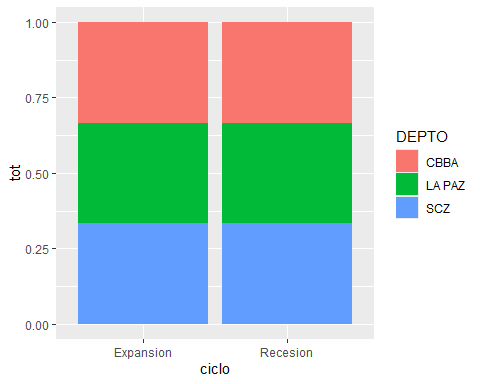 1.00
0.75
0.50
0.25
0.00
tot
Expansion
Recesion
ciclo
DEPTO
CBBA
LA PAZ
SCZ